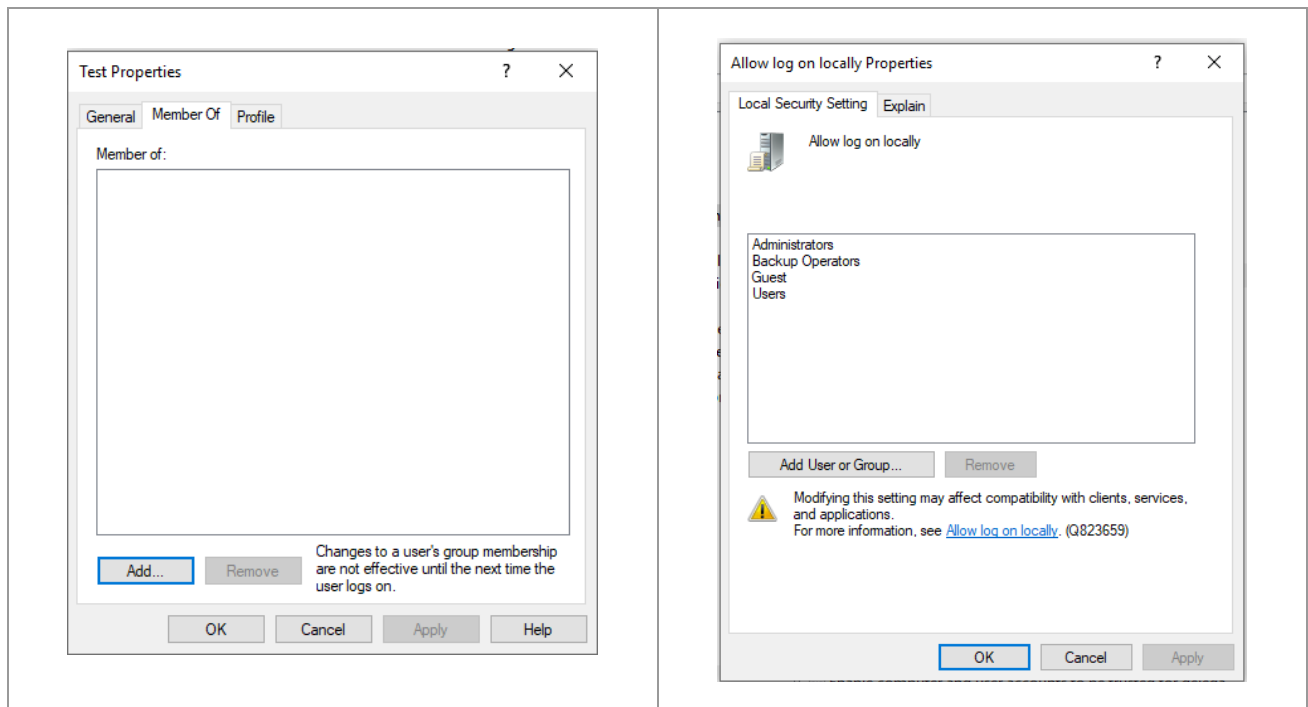 Test Properties
?
General
Member Of
Profile
Member of:
Add...
Remove
Changes to a user's group membership
are not effective until the next time the
user logs on.
OK
Cancel
Apply
Help
Allow log on locally Properties
?
Local Security Setting
Explain
Allow log on locally
Administrators
Backup Operators
Guest
Users
Add User or Group...
Remove
Modifying this setting may affect compatibility with clients, services,
and applications.
For more information, see Allow log on locally. (Q823659)
OK
Cancel
Apply